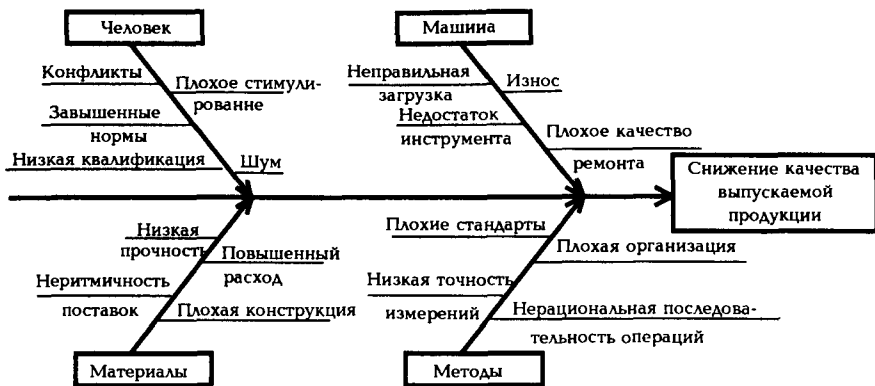 Человек
Машина
Конфликты
Плохое стимули-
рование
Завышенные
нормы
Низкая квалификация
Шум
Неправильная
загрузка
Износ
Недостаток
инструмента
Плохое качество
ремонта
Снижение качества
выпускаемой
продукции
Низкая
прочность
Повышенный
расход
Неритмичность
поставок
Плохая конструкция
Плохие стандарты
Плохая организация
Низкая точность
измерений
Нерациональная последова-
тельность операций
Материалы
Методы